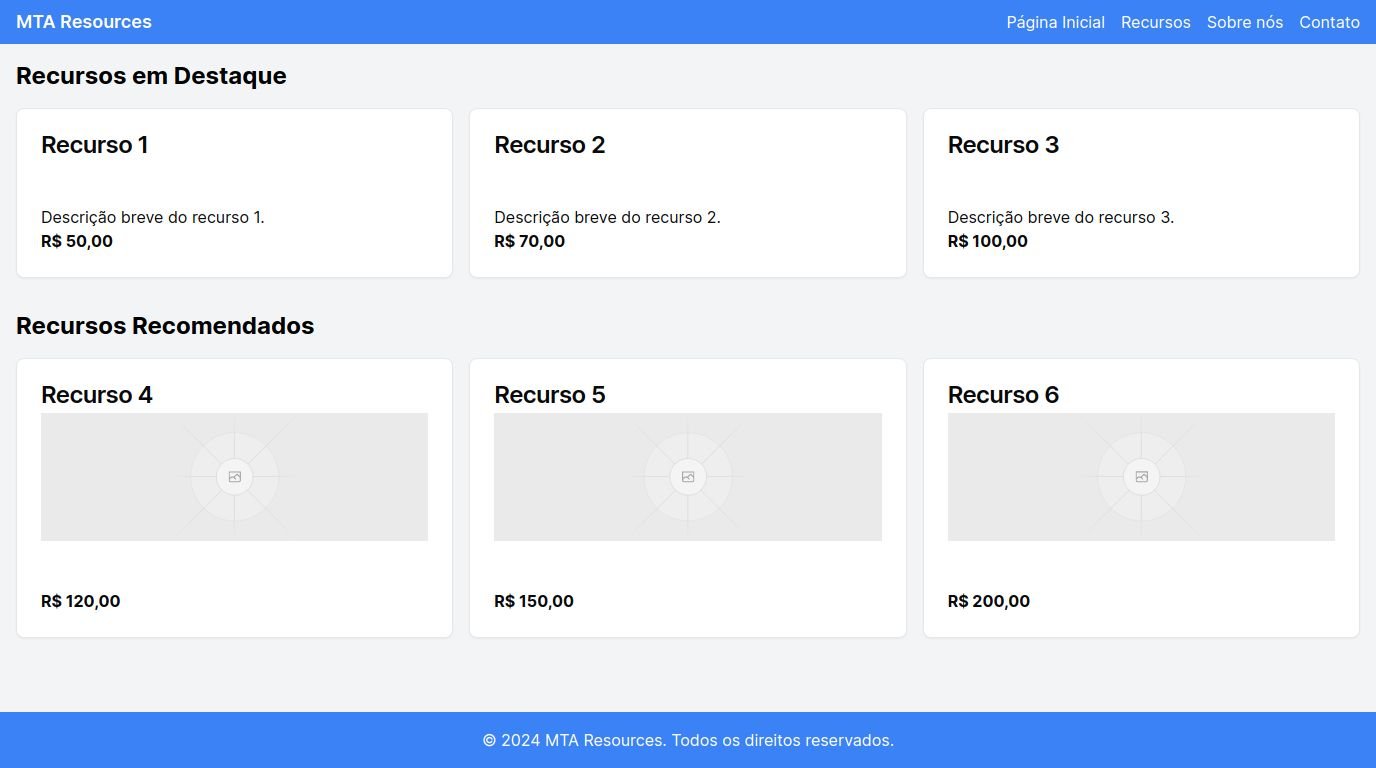 MTA Resources
Página Inicial Recursos Sobre nós Contato
Recursos em Destaque
Recurso 1
Descrição breve do recurso 1.
R$ 50,00
Recurso 2
Descrição breve do recurso 2.
R$ 70,00
Recurso 3
Descrição breve do recurso 3.
R$ 100,00
Recursos Recomendados
Recurso 4
R$ 120,00
Recurso 5
R$ 150,00
Recurso 6
R$ 200,00
© 2024 MTA Resources. Todos os direitos reservados.